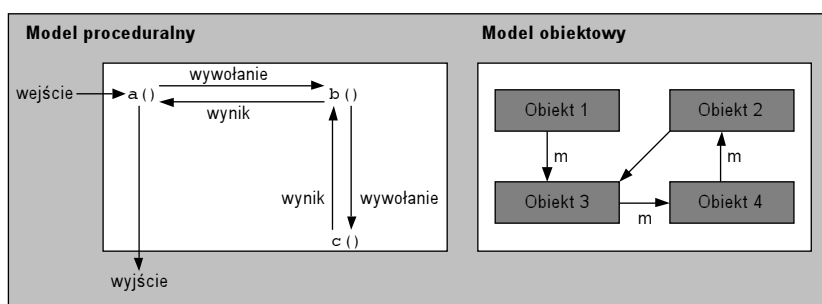 Model proceduralny
wejście
a()
wywołanie
wynik
b()
wynik
wywołanie
c()
wyjście
Model obiektowy
Obiekt 1
Obiekt 2
m
m
Obiekt 3
m
Obiekt 4